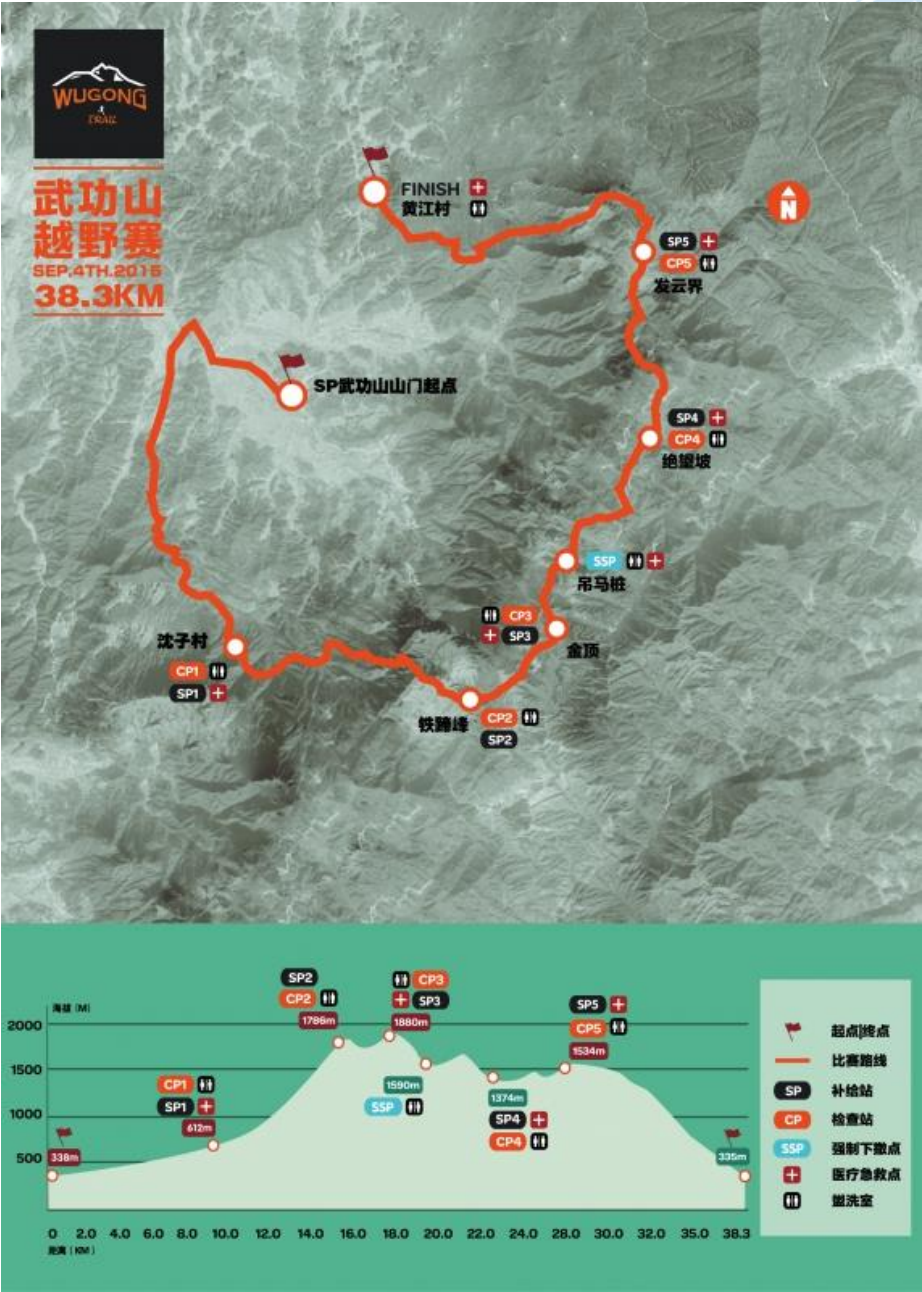 WUGONG
TRAIL
武功山
越野赛
SEP.4TH.2016
38.3KM
FINISH
黄江村
N
SP5
CP5
发云界
SP武功山山门起点
SP4
CP4
绝望坡
SSP
吊马桩
CP3
SP3
金顶
沈子村
CP1
SP1
铁蹄峰
CP2
SP2
海拔 (M)
2000
1500
1000
500
338m
CP1
SP1
612m
SP2
CP2
1786m
CP3
SP3
1880m
1590m
SSP
1374m
SP4
CP4
SP5
CP5
1534m
335m
0 2.0 4.0 6.0 8.0 10.0 12.0 14.0 16.0 18.0 20.0 22.0 24.0 26.0 28.0 30.0 32.0 33.0 36.0 38.3
距离 (KM)
起点|终点
比赛路线
SP 补给站
CP 检查站
SSP 强制下撤点
医疗急救点
盥洗室